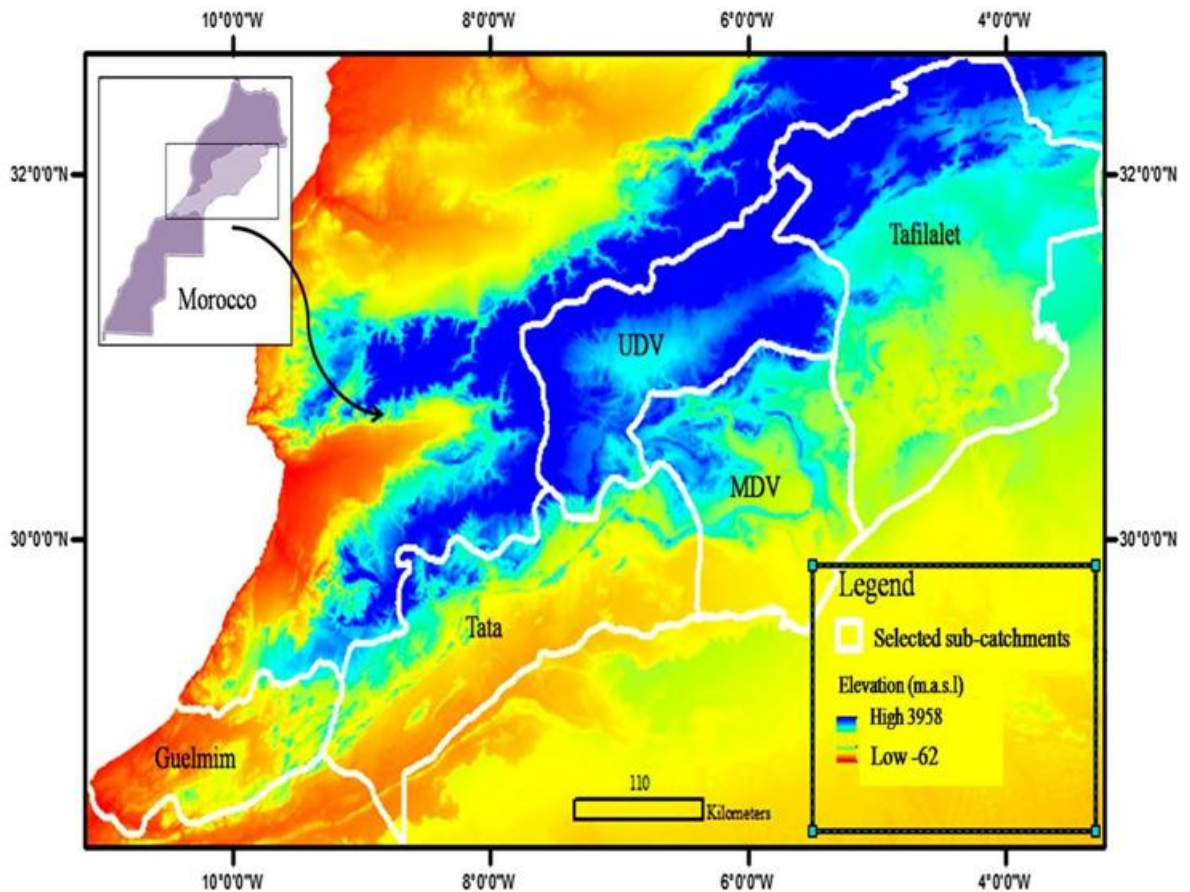 10°0'0"W 8°0'0"W 6°0'0"W 4°0'0"W
32°0'0"N 32°0'0"N
Tafilalet
Morocco
UDV
MDV
30°0'0"N 30°0'0"N
Legend
Selected sub-catchments
Tata
Elevation (m.a.s.l)
High 3958
Low -62
Guelmim
110
Kilometers
10°0'0"W 8°0'0"W 6°0'0"W 4°0'0"W